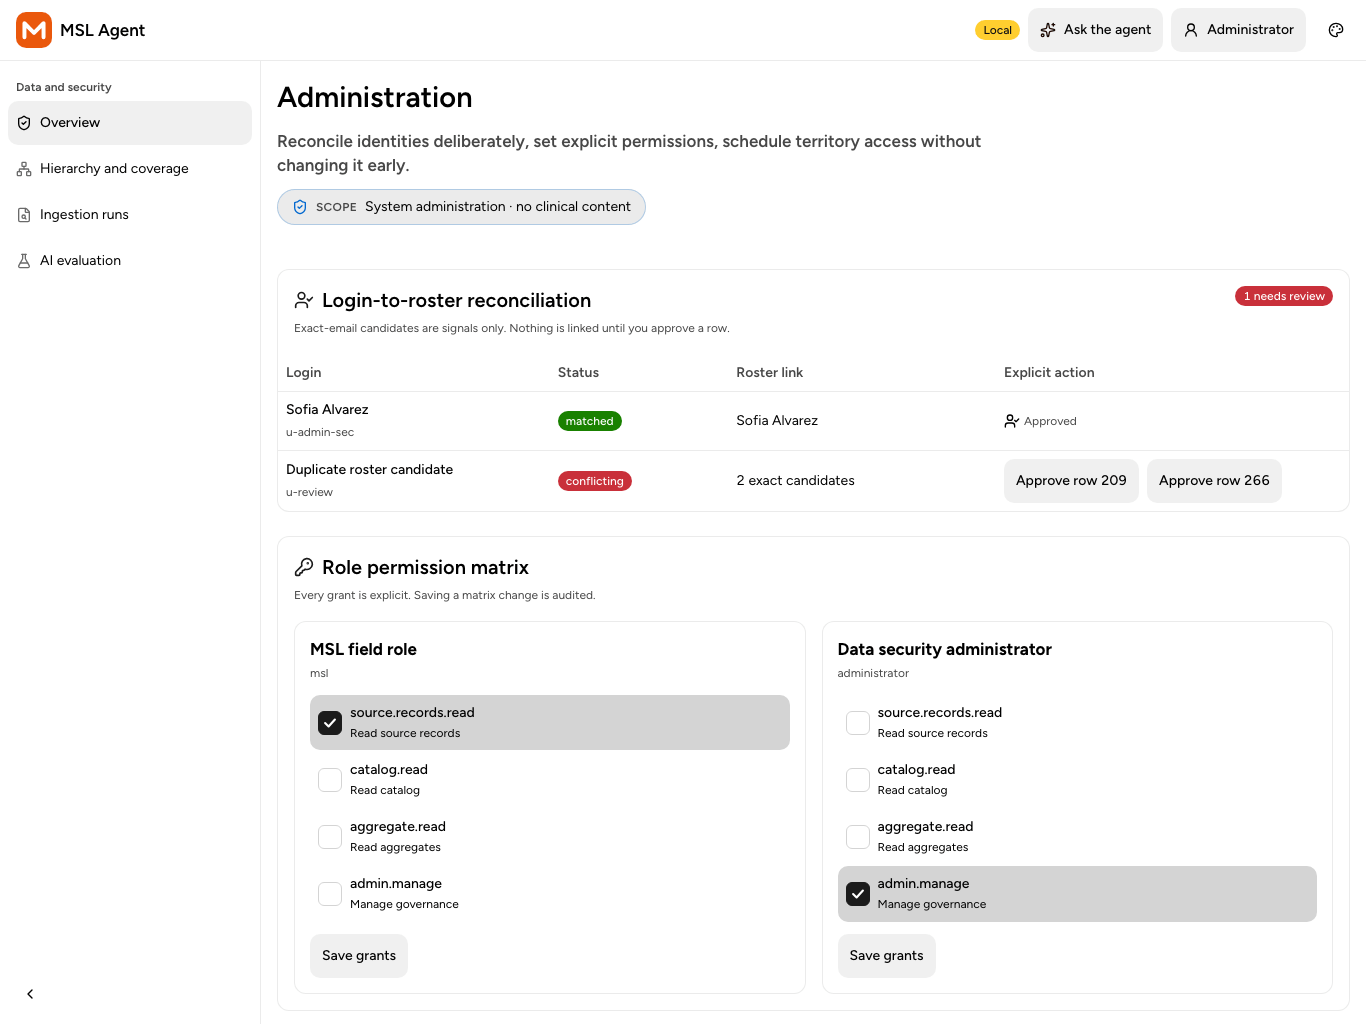 MSL Agent
Local
Ask the agent
Administrator
Data and security
Overview
Hierarchy and coverage
Ingestion runs
AI evaluation
Administration
Reconcile identities deliberately, set explicit permissions, schedule territory access without
changing it early.
SCOPE System administration · no clinical content
Login-to-roster reconciliation
1 needs review
Exact-email candidates are signals only. Nothing is linked until you approve a row.
Login Status Roster link Explicit action
Sofia Alvarez
u-admin-sec
matched
Sofia Alvarez
Approved
Duplicate roster candidate
u-review
conflicting
2 exact candidates
Approve row 209
Approve row 266
Role permission matrix
Every grant is explicit. Saving a matrix change is audited.
MSL field role
msl
source.records.read
Read source records
catalog.read
Read catalog
aggregate.read
Read aggregates
admin.manage
Manage governance
Save grants
Data security administrator
administrator
source.records.read
Read source records
catalog.read
Read catalog
aggregate.read
Read aggregates
admin.manage
Manage governance
Save grants